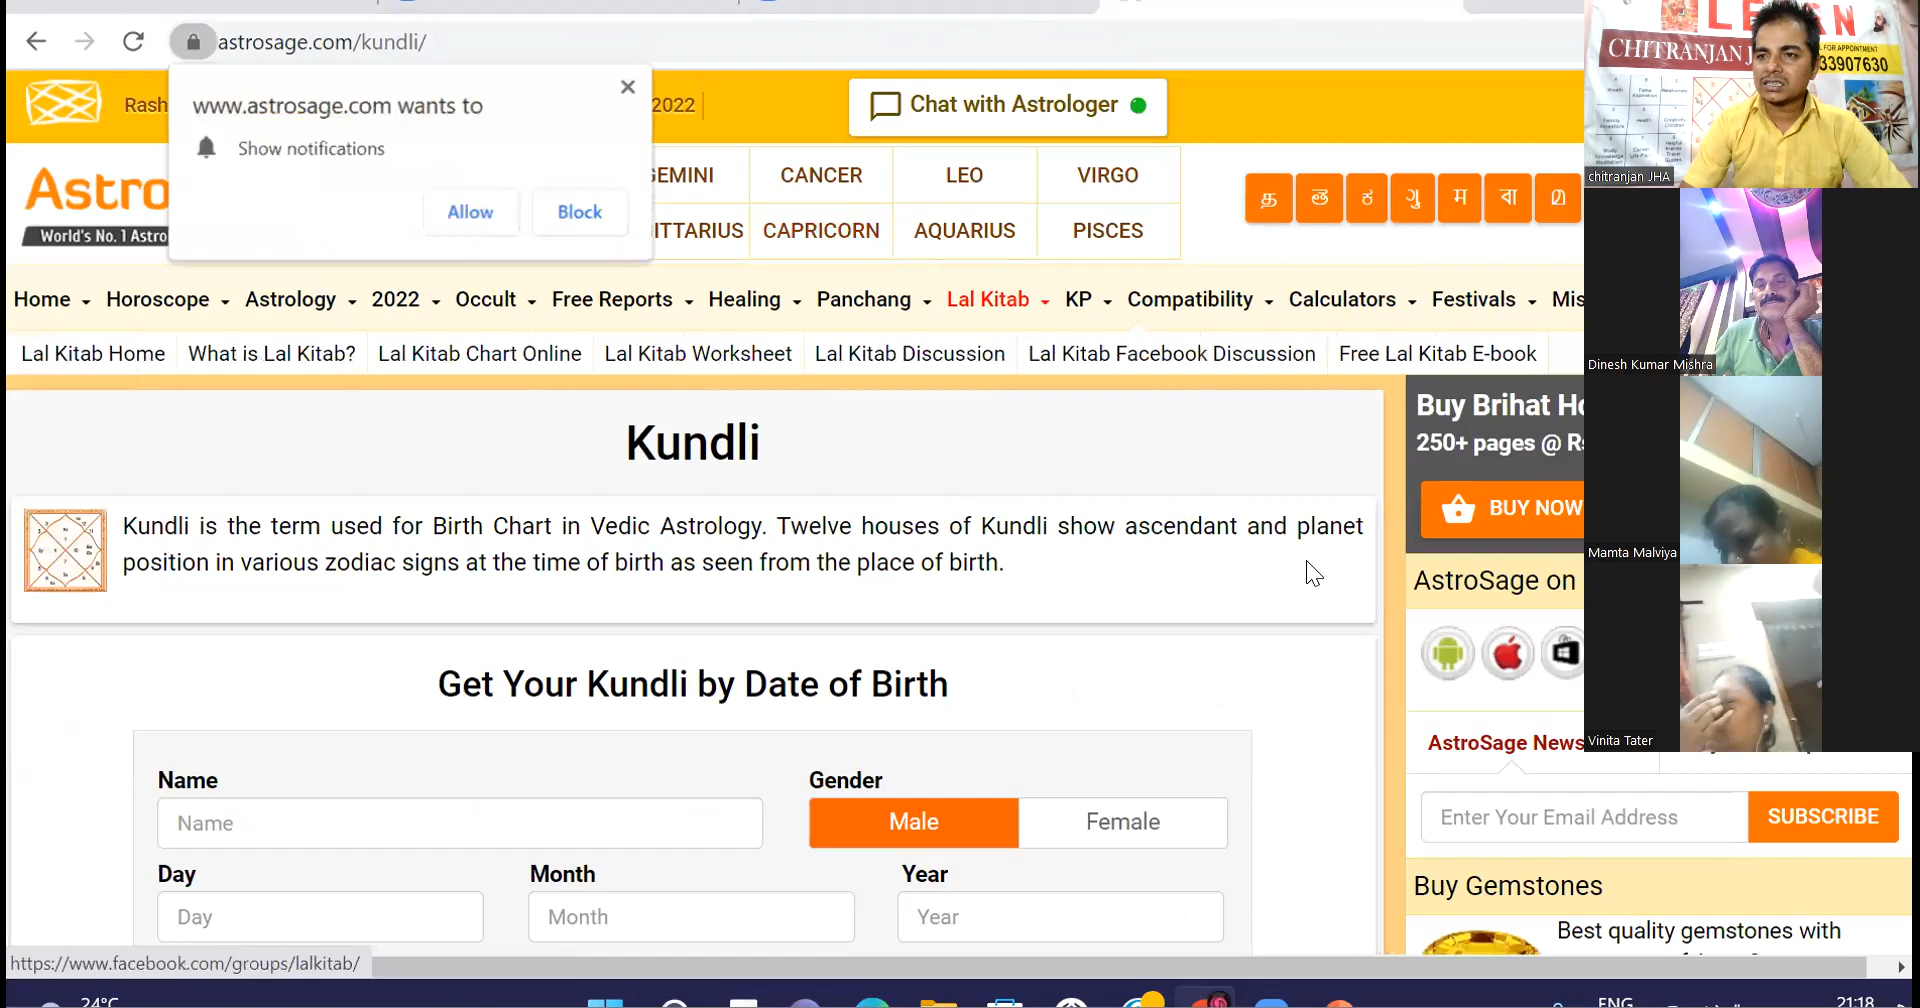 astrosage.com/kundli/
www.astrosage.com wants to
Show notifications
Allow
Block
Rash
2022
Chat with Astrologer
Astro
World's No. 1 Astro
GEMINI CANCER LEO VIRGO
ITTARIUS CAPRICORN AQUARIUS PISCES
த తె ಕ ગુ म বা മ
Home Horoscope Astrology 2022 Occult Free Reports Healing Panchang Lal Kitab KP Compatibility Calculators Festivals Mis
Lal Kitab Home What is Lal Kitab? Lal Kitab Chart Online Lal Kitab Worksheet Lal Kitab Discussion Lal Kitab Facebook Discussion Free Lal Kitab E-book
Kundli
Kundli is the term used for Birth Chart in Vedic Astrology. Twelve houses of Kundli show ascendant and planet
position in various zodiac signs at the time of birth as seen from the place of birth.
Get Your Kundli by Date of Birth
Name
Name
Gender
Male
Female
Day
Day
Month
Month
Year
Year
https://www.facebook.com/groups/lalkitab/
Buy Brihat Ho
250+ pages @ Rs
BUY NOW
AstroSage on
AstroSage News
Enter Your Email Address
SUBSCRIBE
Buy Gemstones
Best quality gemstones with
CHITRANJAN J
FOR APPOINTMENT
33907630
chitranjan JHA
Dinesh Kumar Mishra
Mamta Malviya
Vinita Tater
24°C
ENG
21:18